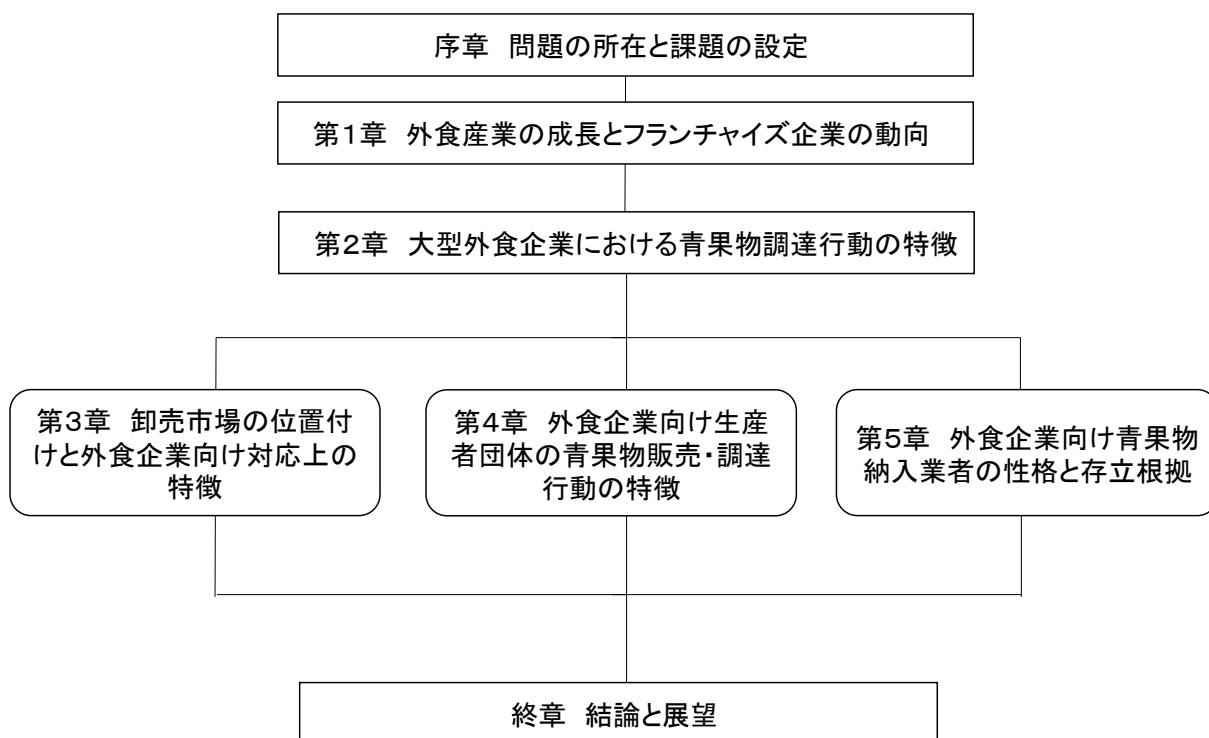 序章　問題の所在と課題の設定
第１章　外食産業の成長とフランチャイズ企業の動向
第２章　大型外食企業における青果物調達行動の特徴
第３章　卸売市場の位置付
けと外食企業向け対応上の
特徴
第４章　外食企業向け生産
者団体の青果物販売・調達
行動の特徴
第５章　外食企業向け青果物
納入業者の性格と存立根拠
終章　結論と展望